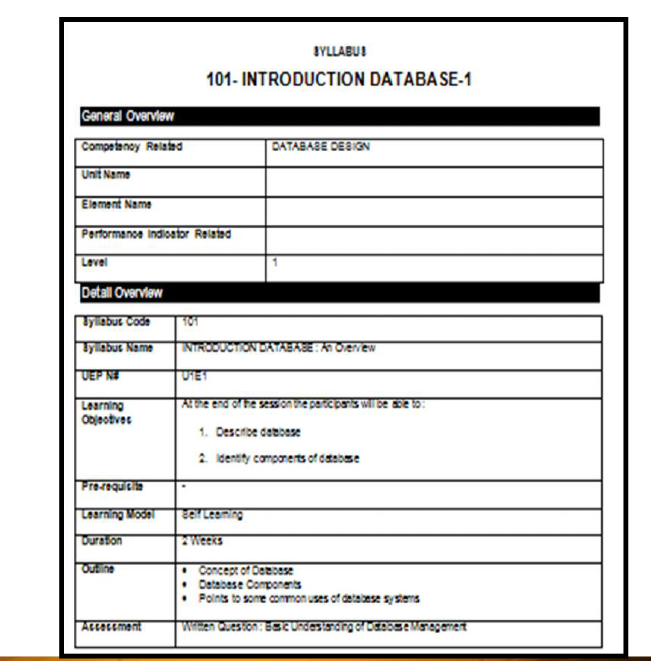 SYLLABUS
101- INTRODUCTION DATABASE-1
General Overview
Competency Related DATABASE DESIGN
Unit Name
Element Name
Performance Indicator Related
Level 1
Detail Overview
Syllabus Code 101
Syllabus Name INTRODUCTION DATABASE : An Overview
UEP N# U1E1
Learning Objectives At the end of the session the participants will be able to :
1. Describe database
2. Identify components of database
Pre-requisite -
Learning Model Self Learning
Duration 2 Weeks
Outline • Concept of Database
• Database Components
• Points to some common uses of database systems
Assessment Written Question : Basic Understanding of Database Management